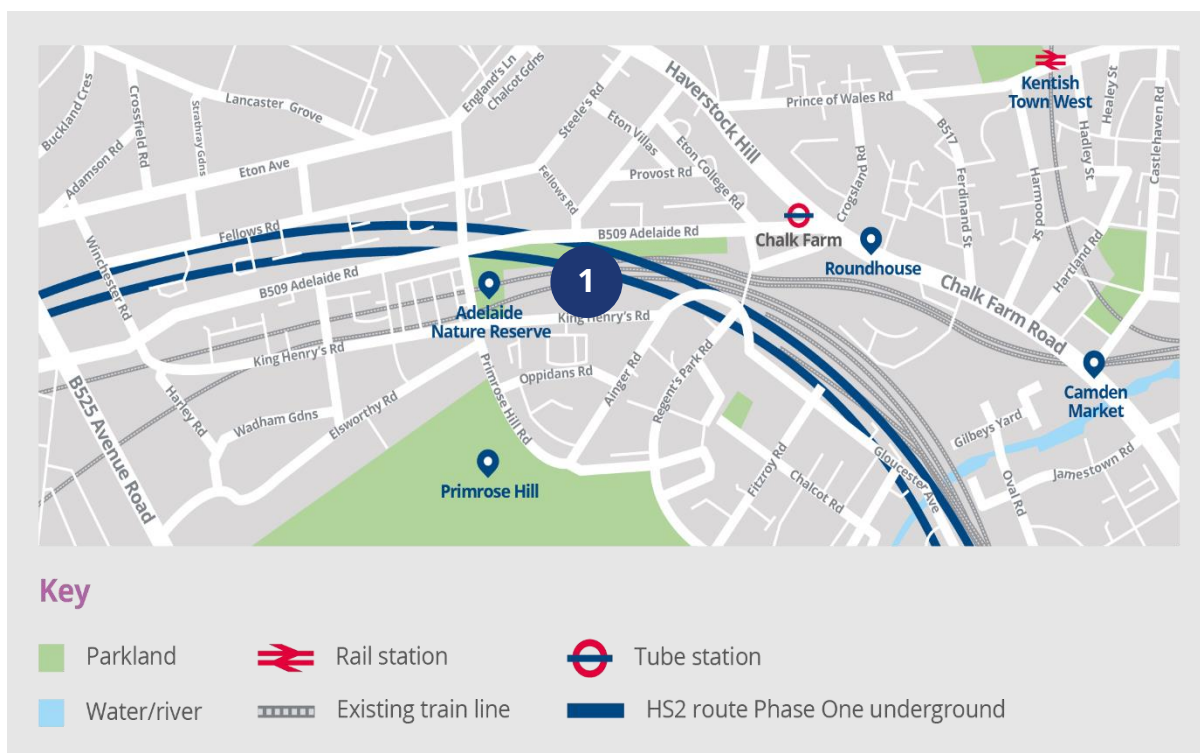 Buckland Cres
Crossfield Rd
Strathray Gdns
Lancaster Grove
England's Ln
Chalcot Gdns
Steele's Rd
Haverstock Hill
Prince of Wales Rd
Kentish
Town West
Healey St
Hadley St
Castlehaven Rd
Adamson Rd
Eton Ave
Eton Villas
Eton College Rd
Provost Rd
Crogsland Rd
B517
Ferdinand St
Harmood St
Hartland Rd
Fellows Rd
Fellows Rd
Winchester Rd
B509 Adelaide Rd
B509 Adelaide Rd
Chalk Farm
Roundhouse
Chalk Farm Road
1
Adelaide
Nature Reserve
King Henry's Rd
King Henry's Rd
B525 Avenue Road
Harley Rd
Wadham Gdns
Elsworthy Rd
Primrose Hill Rd
Oppidans Rd
Ainger Rd
Regent's Park Rd
Camden
Market
Gilbeys Yard
Jamestown Rd
Oval Rd
Gloucester Ave
Fitzroy Rd
Chalcot Rd
Primrose Hill
Key
Parkland
Rail station
Tube station
Water/river
Existing train line
HS2 route Phase One underground